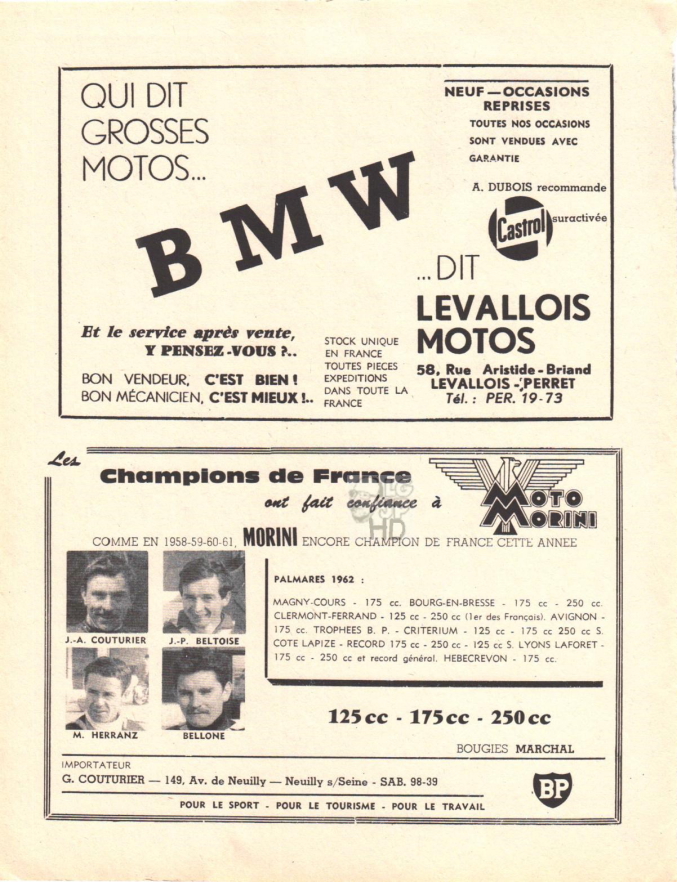 QUI DIT
GROSSES
MOTOS...
BMW
NEUF — OCCASIONS
REPRISES
TOUTES NOS OCCASIONS
SONT VENDUES AVEC
GARANTIE
A. DUBOIS recommande
Castrol suractivée
...DIT
LEVALLOIS
MOTOS
58, Rue Aristide-Briand
LEVALLOIS-PERRET
Tél. : PER. 19-73
Et le service après vente,
Y PENSEZ-VOUS ?..
BON VENDEUR, C'EST BIEN !
BON MÉCANICIEN, C'EST MIEUX !..
STOCK UNIQUE
EN FRANCE
TOUTES PIECES
EXPEDITIONS
DANS TOUTE LA
FRANCE
Les
Champions de France
ont fait confiance à
MOTO
MORINI
COMME EN 1958-59-60-61, MORINI ENCORE CHAMPION DE FRANCE CETTE ANNEE
J.-A. COUTURIER
J.-P. BELTOISE
M. HERRANZ
BELLONE
PALMARES 1962 :
MAGNY-COURS - 175 cc. BOURG-EN-BRESSE - 175 cc - 250 cc.
CLERMONT-FERRAND - 125 cc - 250 cc (1er des Français). AVIGNON -
175 cc. TROPHEES B. P. - CRITERIUM - 125 cc - 175 cc 250 cc S.
COTE LAPIZE - RECORD 175 cc - 250 cc - 125 cc S. LYONS LAFORET -
175 cc - 250 cc et record général. HEBECREVON - 175 cc.
125 cc - 175 cc - 250 cc
BOUGIES MARCHAL
IMPORTATEUR
G. COUTURIER — 149, Av. de Neuilly — Neuilly s/Seine - SAB. 98-39
BP
POUR LE SPORT - POUR LE TOURISME - POUR LE TRAVAIL